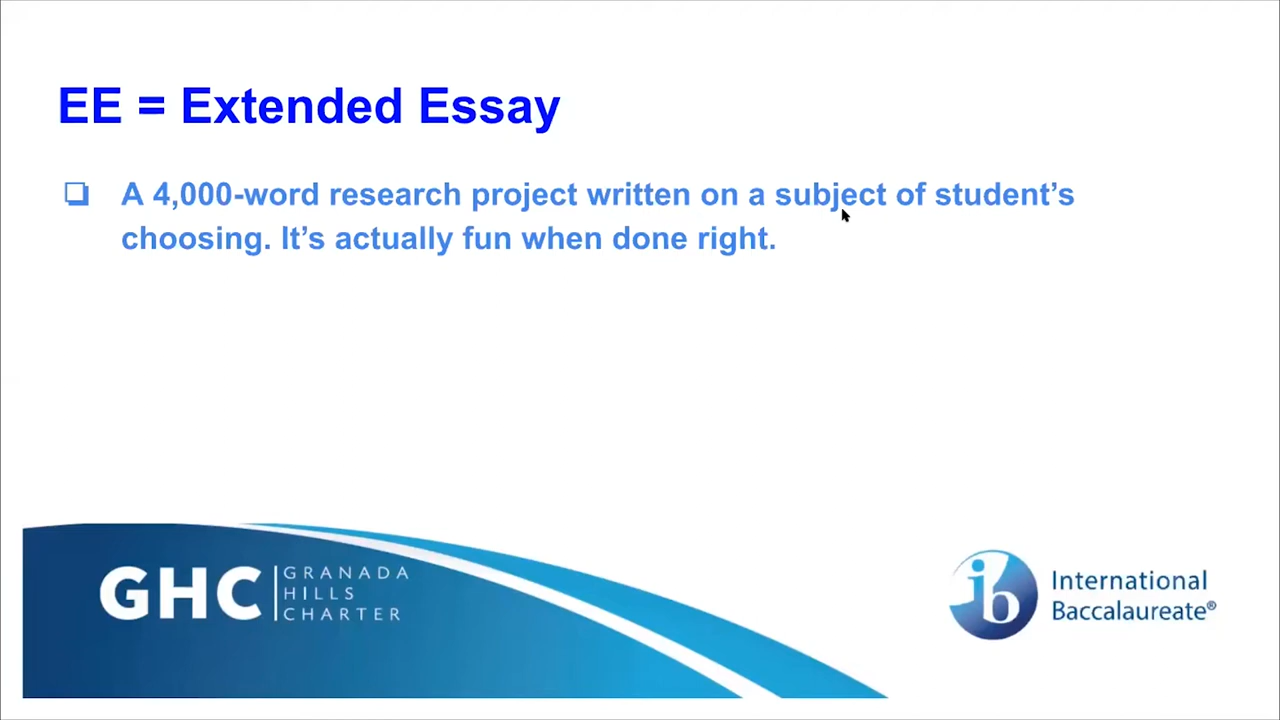 EE = Extended Essay
❏ A 4,000-word research project written on a subject of student’s
choosing. It’s actually fun when done right.
GHC
GRANADA
HILLS
CHARTER
ib
International
Baccalaureate®